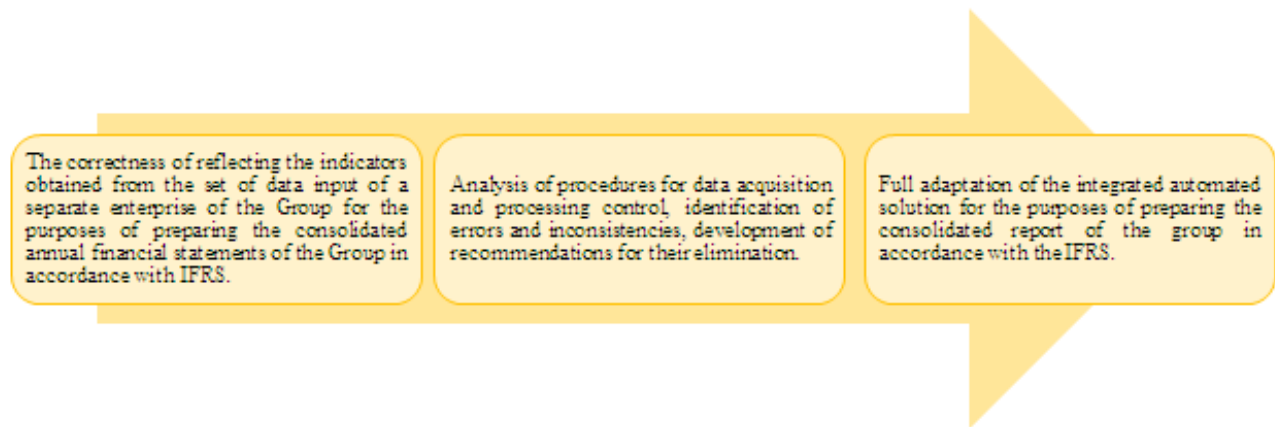 The correctness of reflecting the indicators
obtained from the set of data input of a
separate enterprise of the Group for the
purposes of preparing the consolidated
annual financial statements of the Group in
accordance with IFRS.
Analysis of procedures for data acquisition
and processing control, identification of
errors and inconsistencies, development of
recommendations for their elimination.
Full adaptation of the integrated automated
solution for the purposes of preparing the
consolidated report of the group in
accordance with the IFRS.